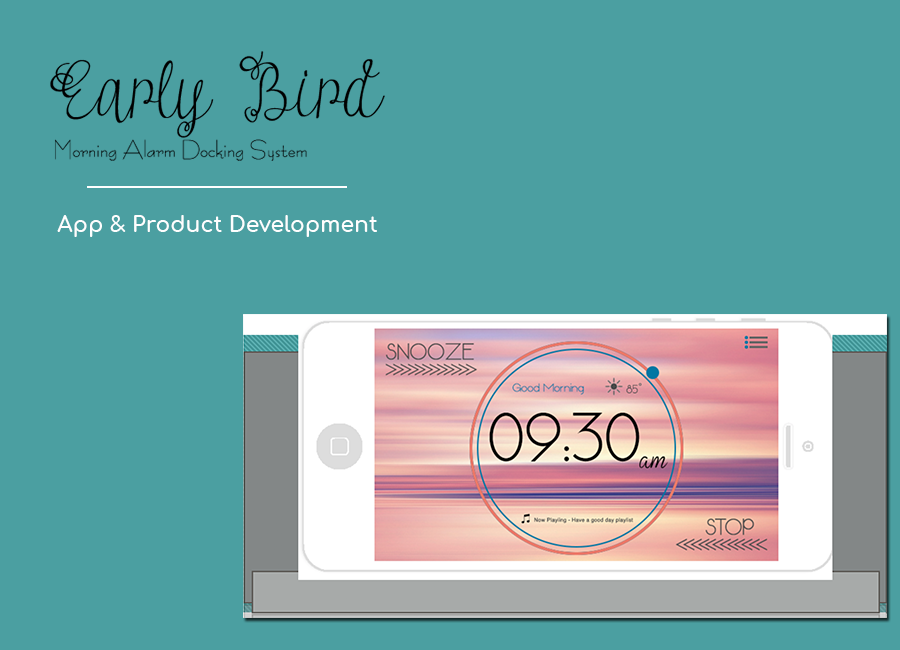 Early Bird
Morning Alarm Docking System
App & Product Development
SNOOZE
Good Morning 85°
09:30 am
Now Playling - Have a good day playlist
STOP